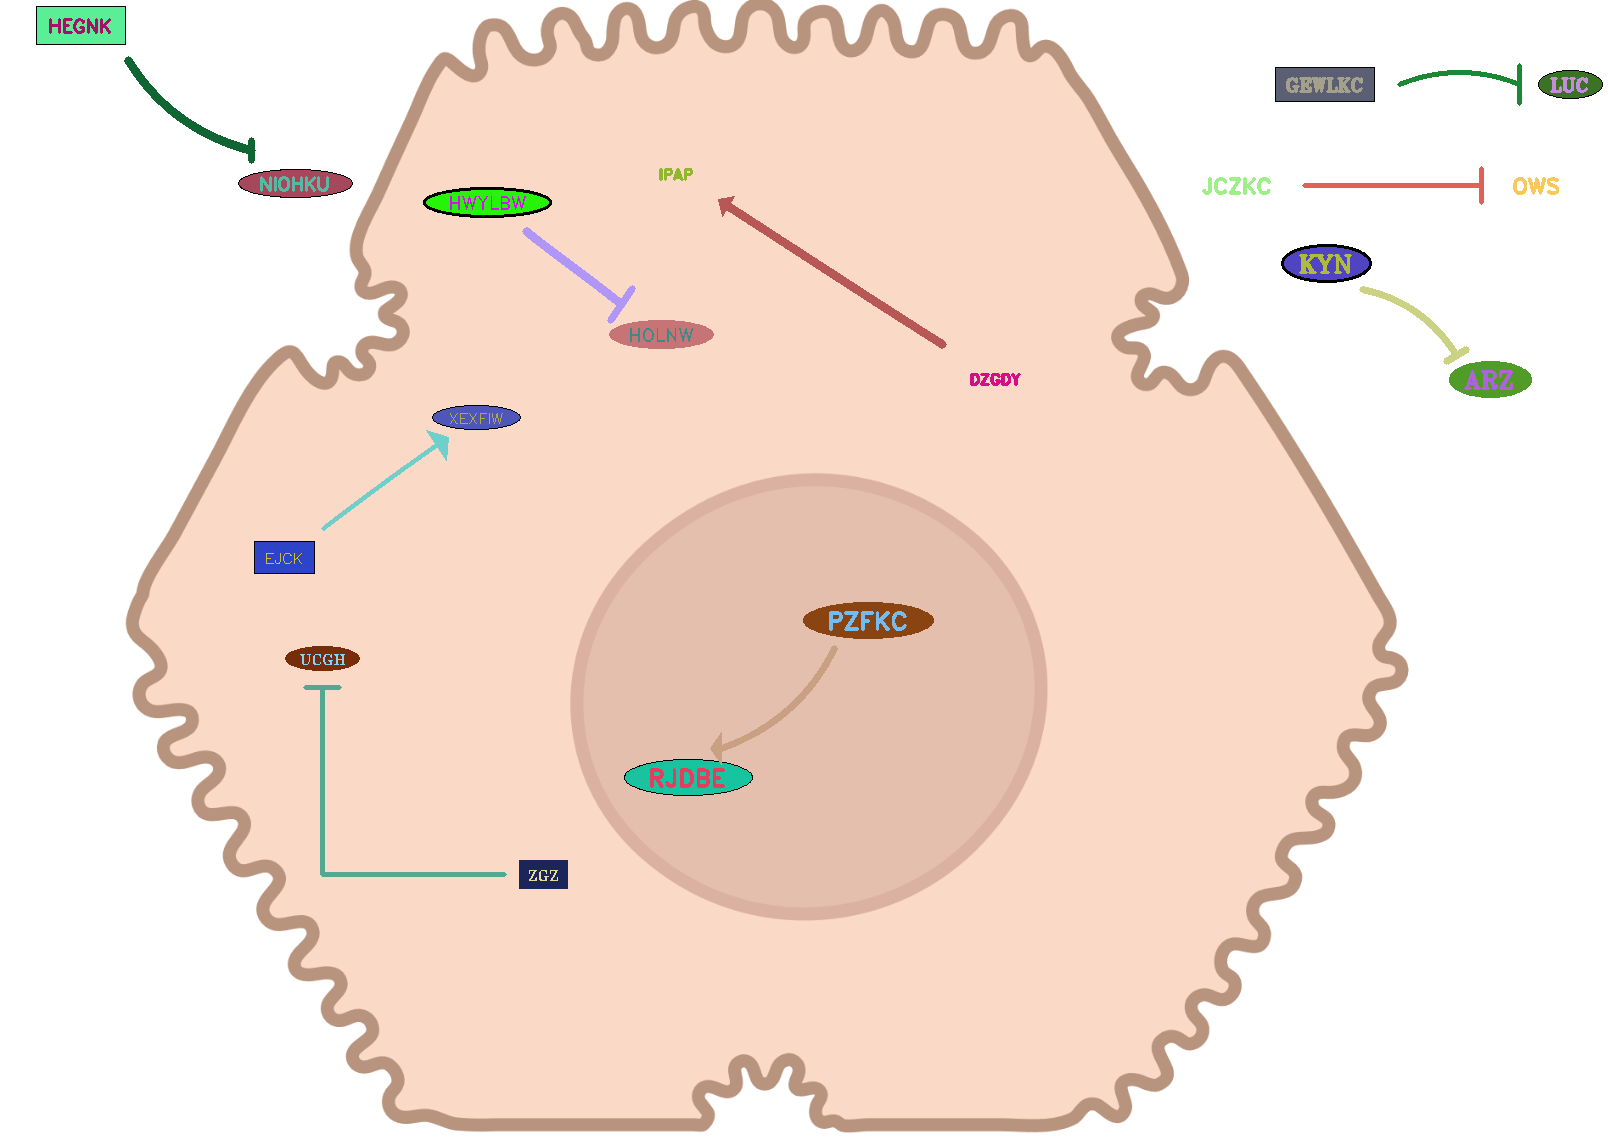 HEGNK
GEWLKC
LUC
NIOHKU
HWYLBW
IPAP
JCZKC
OWS
KYN
HOLNW
DZGDY
ARZ
XEXFIW
EJCK
PZFKC
UCGH
RJDBE
ZGZ